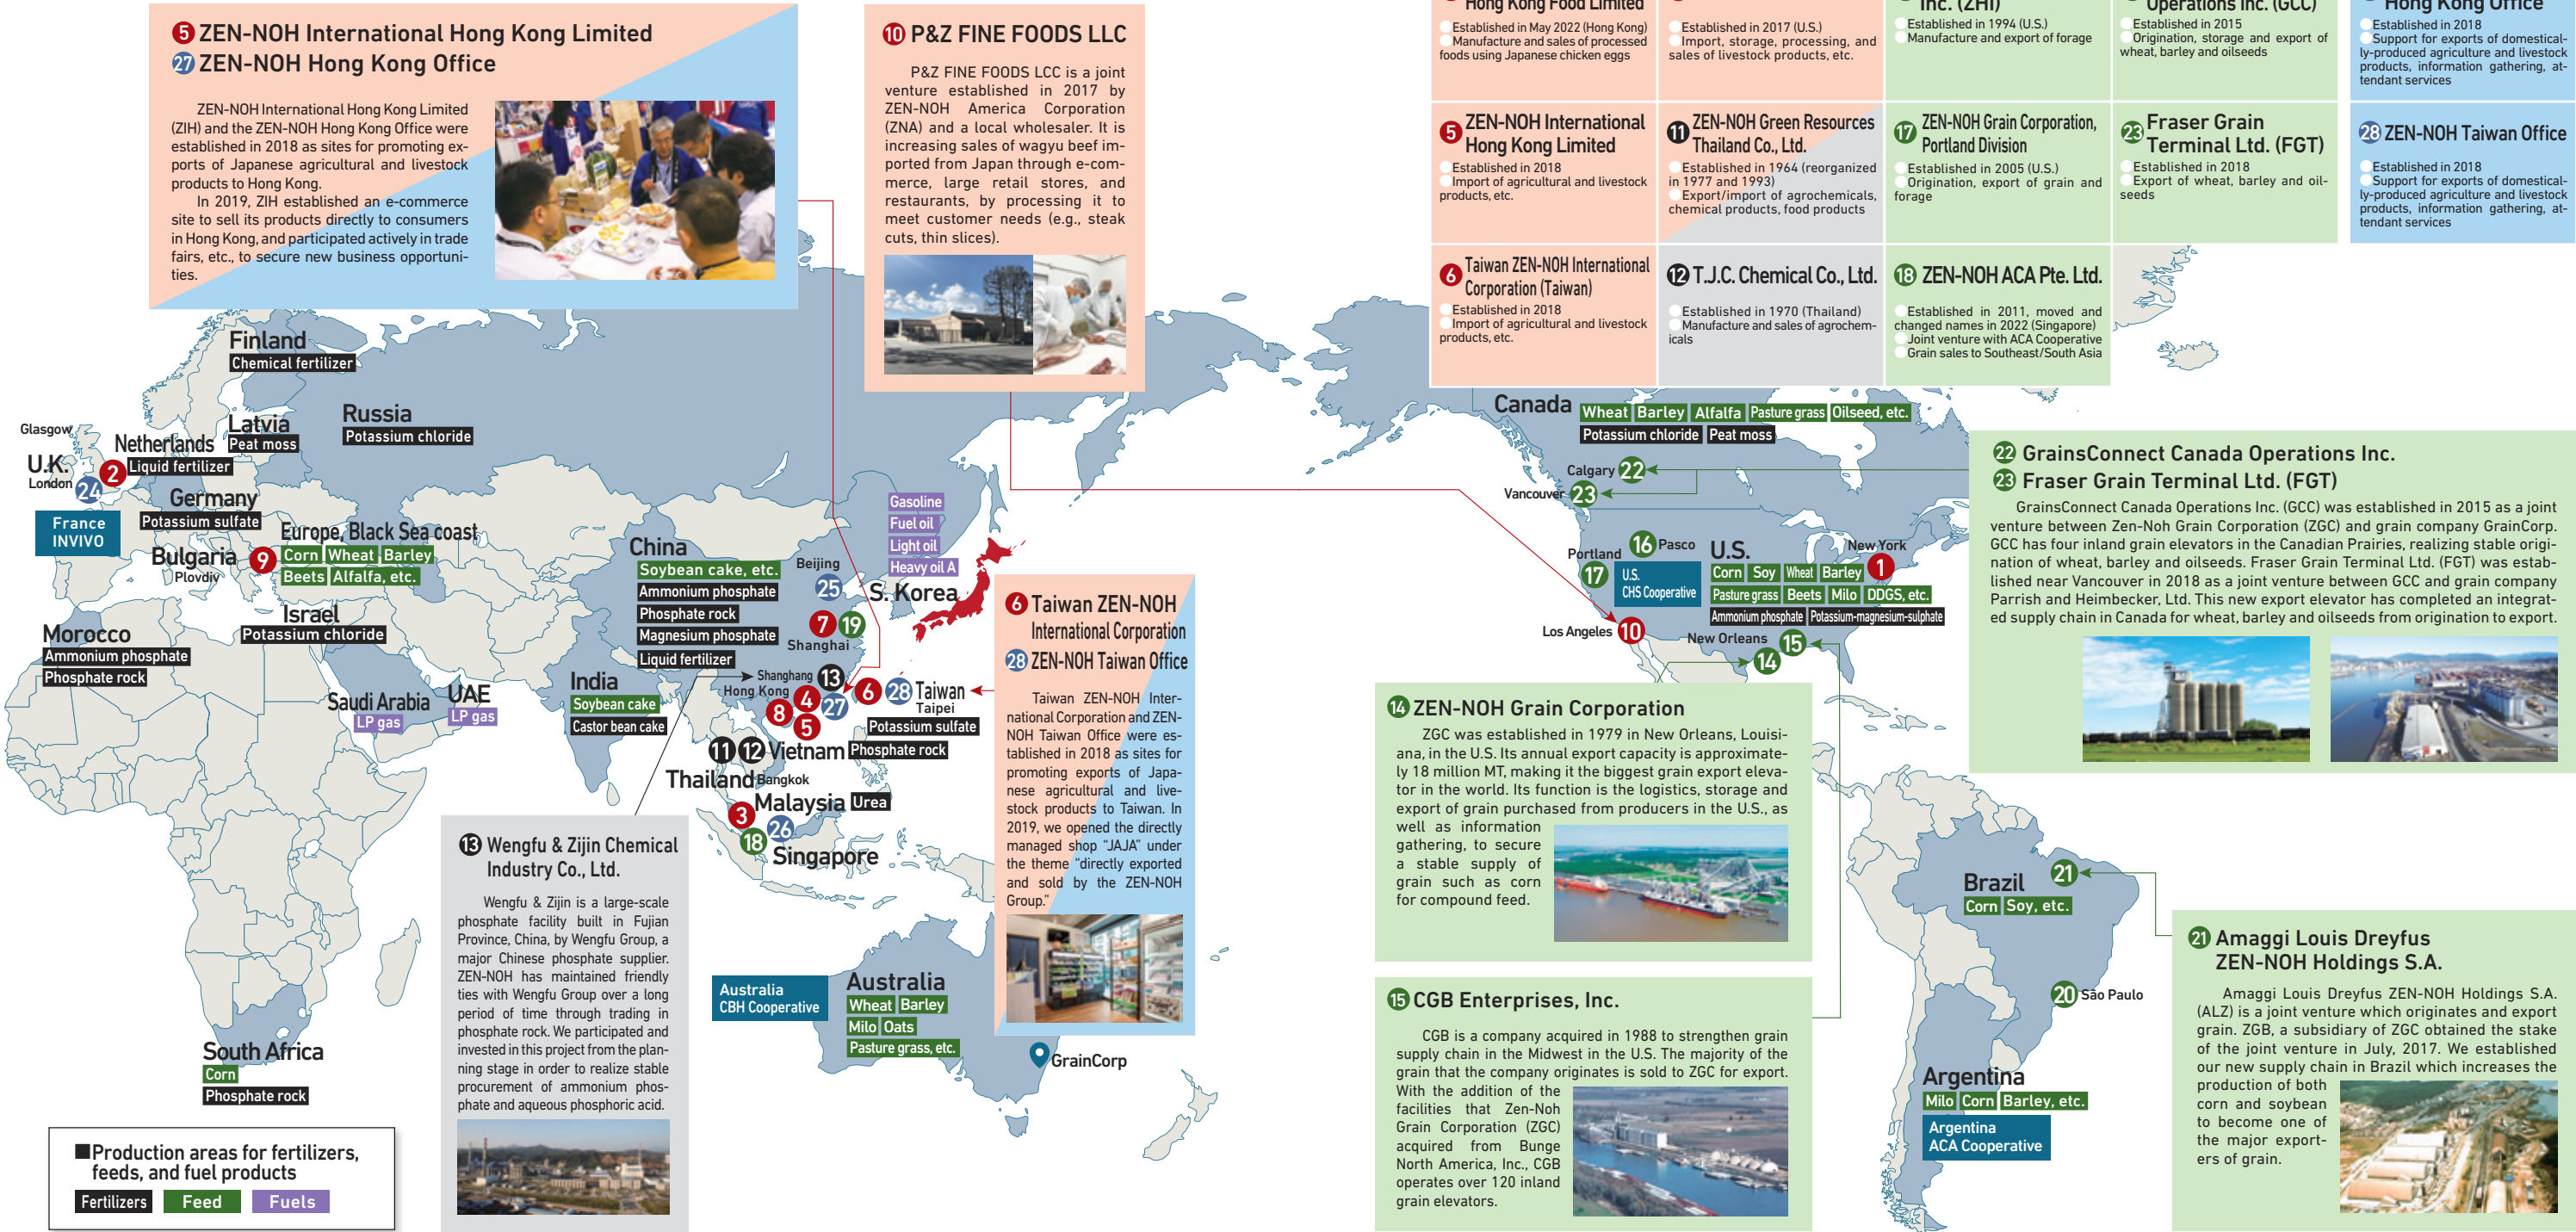 5 ZEN-NOH International Hong Kong Limited
27 ZEN-NOH Hong Kong Office
ZEN-NOH International Hong Kong Limited
(ZIH) and the ZEN-NOH Hong Kong Office were
established in 2018 as sites for promoting ex-
ports of Japanese agricultural and livestock
products to Hong Kong.
In 2019, ZIH established an e-commerce
site to sell its products directly to consumers
in Hong Kong, and participated actively in trade
fairs, etc., to secure new business opportuni-
ties.
10 P&Z FINE FOODS LLC
P&Z FINE FOODS LCC is a joint
venture established in 2017 by
ZEN-NOH America Corporation
(ZNA) and a local wholesaler. It is
increasing sales of wagyu beef im-
ported from Japan through e-com-
merce, large retail stores, and
restaurants, by processing it to
meet customer needs (e.g., steak
cuts, thin slices).
Hong Kong Food Limited
Established in May 2022 (Hong Kong)
Manufacture and sales of processed
foods using Japanese chicken eggs
Established in 2017 (U.S.)
Import, storage, processing, and
sales of livestock products, etc.
Inc. (ZHI)
Established in 1994 (U.S.)
Manufacture and export of forage
Operations Inc. (GCC)
Established in 2015
Origination, storage and export of
wheat, barley and oilseeds
Hong Kong Office
Established in 2018
Support for exports of domestical-
ly-produced agriculture and livestock
products, information gathering, at-
tendant services
5 ZEN-NOH International
Hong Kong Limited
Established in 2018
Import of agricultural and livestock
products, etc.
11 ZEN-NOH Green Resources
Thailand Co., Ltd.
Established in 1964 (reorganized
in 1977 and 1993)
Export/import of agrochemicals,
chemical products, food products
17 ZEN-NOH Grain Corporation,
Portland Division
Established in 2005 (U.S.)
Origination, export of grain and
forage
23 Fraser Grain
Terminal Ltd. (FGT)
Established in 2018
Export of wheat, barley and oil-
seeds
28 ZEN-NOH Taiwan Office
Established in 2018
Support for exports of domestical-
ly-produced agriculture and livestock
products, information gathering, at-
tendant services
6 Taiwan ZEN-NOH International
Corporation (Taiwan)
Established in 2018
Import of agricultural and livestock
products, etc.
12 T.J.C. Chemical Co., Ltd.
Established in 1970 (Thailand)
Manufacture and sales of agrochem-
icals
18 ZEN-NOH ACA Pte. Ltd.
Established in 2011, moved and
changed names in 2022 (Singapore)
Joint venture with ACA Cooperative
Grain sales to Southeast/South Asia
Finland
Chemical fertilizer
Russia
Potassium chloride
Latvia
Peat moss
Glasgow
Netherlands
Liquid fertilizer
U.K.
London
2
24
Germany
Potassium sulfate
France
INVIVO
Europe, Black Sea coast
Corn Wheat Barley
Beets Alfalfa, etc.
Bulgaria
Plovdiv
9
Israel
Potassium chloride
Morocco
Ammonium phosphate
Phosphate rock
Saudi Arabia
LP gas
UAE
LP gas
India
Soybean cake
Castor bean cake
China
Soybean cake, etc.
Ammonium phosphate
Phosphate rock
Magnesium phosphate
Liquid fertilizer
Beijing
25
7 19
Shanghai
Gasoline
Fuel oil
Light oil
Heavy oil A
S. Korea
Shanghang 13
Hong Kong 4
8 27
5
6 28 Taiwan
Taipei
Potassium sulfate
11 12 Vietnam Phosphate rock
Thailand Bangkok
Malaysia Urea
3
26
18
Singapore
South Africa
Corn
Phosphate rock
Australia
CBH Cooperative
Australia
Wheat Barley
Milo Oats
Pasture grass, etc.
GrainCorp
6 Taiwan ZEN-NOH
International Corporation
28 ZEN-NOH Taiwan Office
Taiwan ZEN-NOH Inter-
national Corporation and ZEN-
NOH Taiwan Office were es-
tablished in 2018 as sites for
promoting exports of Japa-
nese agricultural and live-
stock products to Taiwan. In
2019, we opened the directly
managed shop "JAJA" under
the theme "directly exported
and sold by the ZEN-NOH
Group."
13 Wengfu & Zijin Chemical
Industry Co., Ltd.
Wengfu & Zijin is a large-scale
phosphate facility built in Fujian
Province, China, by Wengfu Group, a
major Chinese phosphate supplier.
ZEN-NOH has maintained friendly
ties with Wengfu Group over a long
period of time through trading in
phosphate rock. We participated and
invested in this project from the plan-
ning stage in order to realize stable
procurement of ammonium phos-
phate and aqueous phosphoric acid.
■Production areas for fertilizers,
feeds, and fuel products
Fertilizers Feed Fuels
Canada
Wheat Barley Alfalfa Pasture grass Oilseed, etc.
Potassium chloride Peat moss
Calgary 22
Vancouver 23
16 Pasco
Portland
17
U.S.
CHS Cooperative
U.S.
New York
1
Corn Soy Wheat Barley
Pasture grass Beets Milo DDGS, etc.
Ammonium phosphate Potassium-magnesium-sulphate
Los Angeles 10
New Orleans 15
14
22 GrainsConnect Canada Operations Inc.
23 Fraser Grain Terminal Ltd. (FGT)
GrainsConnect Canada Operations Inc. (GCC) was established in 2015 as a joint
venture between Zen-Noh Grain Corporation (ZGC) and grain company GrainCorp.
GCC has four inland grain elevators in the Canadian Prairies, realizing stable origi-
nation of wheat, barley and oilseeds. Fraser Grain Terminal Ltd. (FGT) was estab-
lished near Vancouver in 2018 as a joint venture between GCC and grain company
Parrish and Heimbecker, Ltd. This new export elevator has completed an integrat-
ed supply chain in Canada for wheat, barley and oilseeds from origination to export.
14 ZEN-NOH Grain Corporation
ZGC was established in 1979 in New Orleans, Louisi-
ana, in the U.S. Its annual export capacity is approximate-
ly 18 million MT, making it the biggest grain export eleva-
tor in the world. Its function is the logistics, storage and
export of grain purchased from producers in the U.S., as
well as information
gathering, to secure
a stable supply of
grain such as corn
for compound feed.
15 CGB Enterprises, Inc.
CGB is a company acquired in 1988 to strengthen grain
supply chain in the Midwest in the U.S. The majority of the
grain that the company originates is sold to ZGC for export.
With the addition of the
facilities that Zen-Noh
Grain Corporation (ZGC)
acquired from Bunge
North America, Inc., CGB
operates over 120 inland
grain elevators.
Brazil
Corn Soy, etc.
21
20 São Paulo
Argentina
Milo Corn Barley, etc.
Argentina
ACA Cooperative
21 Amaggi Louis Dreyfus
ZEN-NOH Holdings S.A.
Amaggi Louis Dreyfus ZEN-NOH Holdings S.A.
(ALZ) is a joint venture which originates and export
grain. ZGB, a subsidiary of ZGC obtained the stake
of the joint venture in July, 2017. We established
our new supply chain in Brazil which increases the
production of both
corn and soybean
to become one of
the major export-
ers of grain.